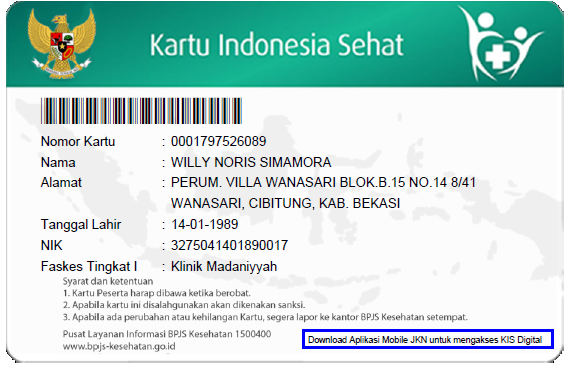 Kartu Indonesia Sehat
Nomor Kartu : 0001797526089
Nama : WILLY NORIS SIMAMORA
Alamat : PERUM. VILLA WANASARI BLOK.B.15 NO.14 8/41
WANASARI, CIBITUNG, KAB. BEKASI
Tanggal Lahir : 14-01-1989
NIK : 3275041401890017
Faskes Tingkat I : Klinik Madaniyyah
Syarat dan ketentuan
1. Kartu Peserta harap dibawa ketika berobat.
2. Apabila kartu ini disalahgunakan akan dikenakan sanksi.
3. Apabila ada perubahan atau kehilangan Kartu, segera lapor ke kantor BPJS Kesehatan setempat.
Pusat Layanan Informasi BPJS Kesehatan 1500400
www.bpjs-kesehatan.go.id
Download Aplikasi Mobile JKN untuk mengakses KIS Digital